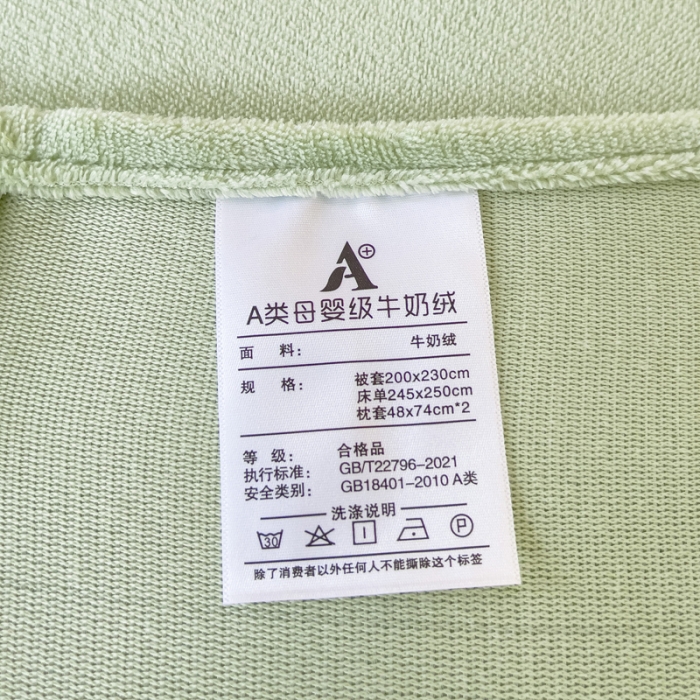 A+
A类母婴级牛奶绒
面 料： 牛奶绒
规 格： 被套200x230cm
床单245x250cm
枕套48x74cm*2
等 级： 合格品
执行标准： GB/T22796-2021
安全类别： GB18401-2010 A类
洗涤说明
30 P
除了消费者以外任何人不能撕除这个标签